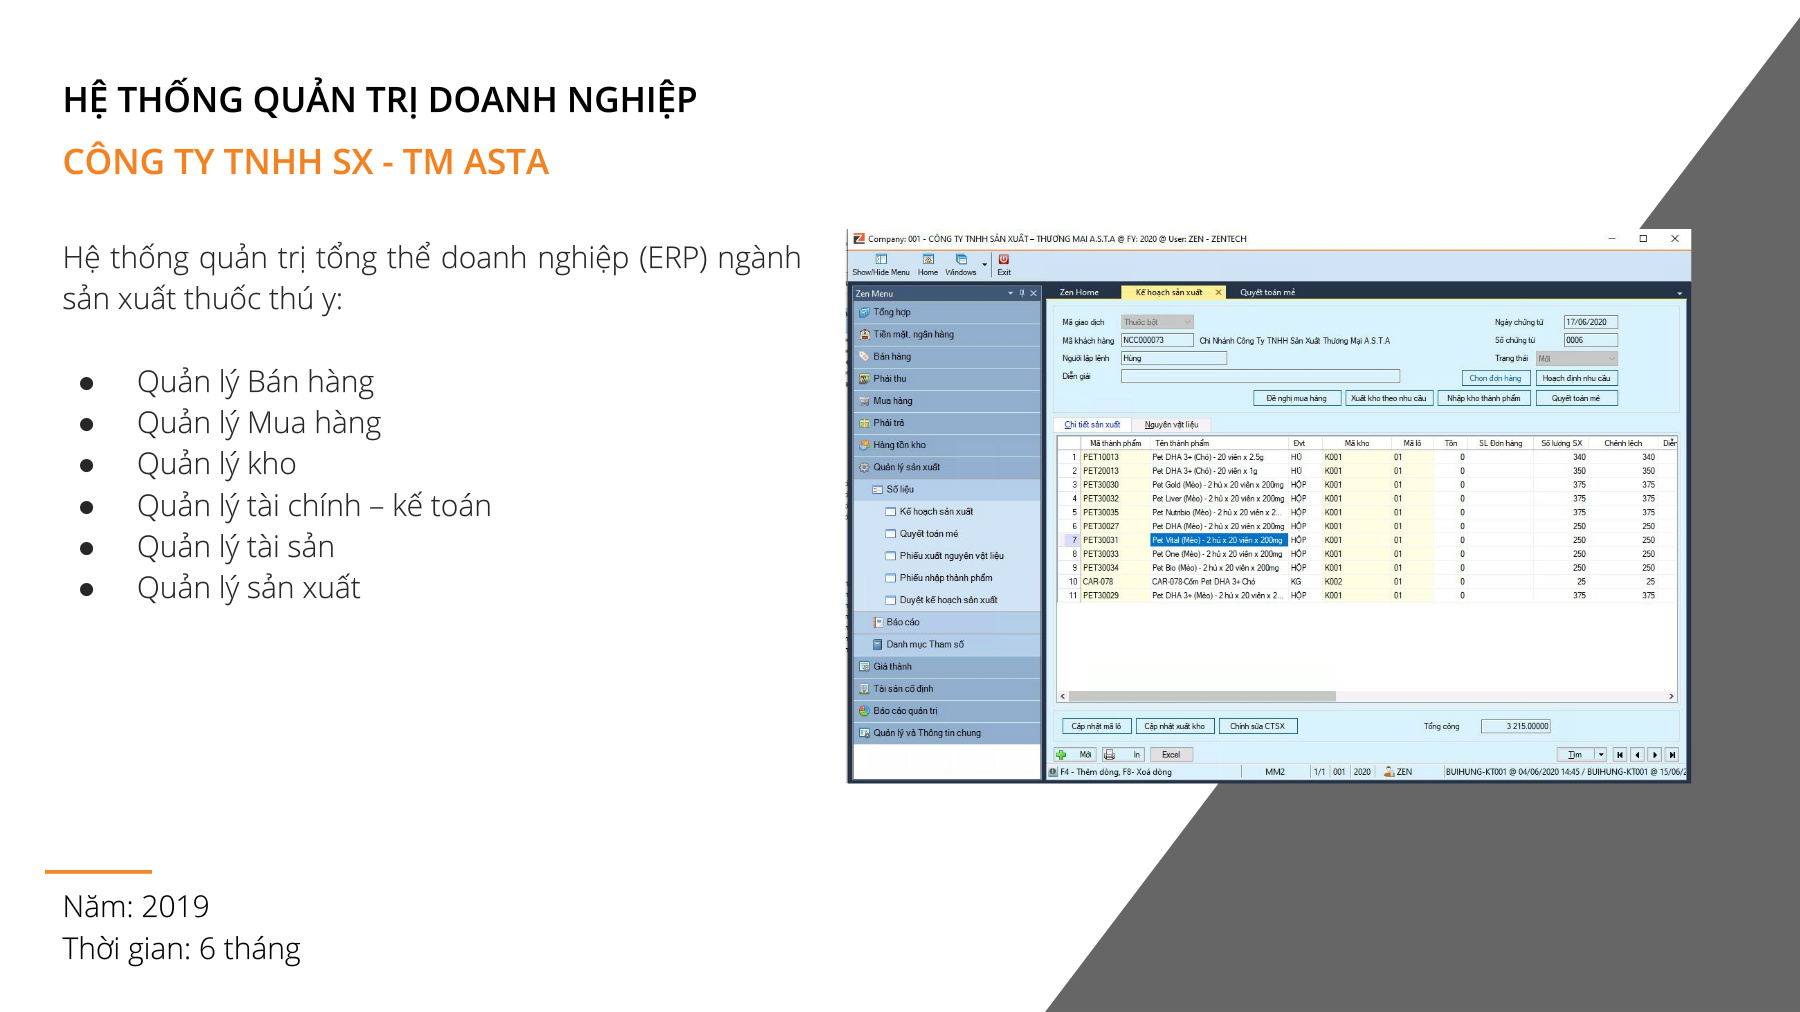 HỆ THỐNG QUẢN TRỊ DOANH NGHIỆP
CÔNG TY TNHH SX - TM ASTA
Hệ thống quản trị tổng thể doanh nghiệp (ERP) ngành
sản xuất thuốc thú y:
● Quản lý Bán hàng
● Quản lý Mua hàng
● Quản lý kho
● Quản lý tài chính – kế toán
● Quản lý tài sản
● Quản lý sản xuất
Năm: 2019
Thời gian: 6 tháng
Company: 001 - CÔNG TY TNHH SẢN XUẤT – THƯƠNG MẠI A.S.T.A @ FY: 2020 @ User: ZEN - ZENTECH
Show/Hide Menu Home Windows Exit
Zen Menu
Tổng hợp
Tiền mặt, ngân hàng
Bán hàng
Phải thu
Mua hàng
Phải trả
Hàng tồn kho
Quản lý sản xuất
Số liệu
Kế hoạch sản xuất
Quyết toán mẻ
Phiếu xuất nguyên vật liệu
Phiếu nhập thành phẩm
Duyệt kế hoạch sản xuất
Báo cáo
Danh mục Tham số
Giá thành
Tài sản cố định
Báo cáo quản trị
Quản lý và Thông tin chung
Zen Home Kế hoạch sản xuất Quyết toán mẻ
Mã giao dịch Thuốc bột Ngày chứng từ 17/06/2020
Mã khách hàng NCC000073 Chi Nhánh Công Ty TNHH Sản Xuất Thương Mại A.S.T.A Số chứng từ 0006
Người lập lệnh Hùng Trạng thái Mới
Diễn giải Chọn đơn hàng Hoạch định nhu cầu
Đề nghị mua hàng Xuất kho theo nhu cầu Nhập kho thành phẩm Quyết toán mẻ
Chi tiết sản xuất Nguyên vật liệu
Mã thành phẩm Tên thành phẩm Đvt Mã kho Mã lô Tồn SL Đơn hàng Số lượng SX Chênh lệch Diễn
1 PET10013 Pet DHA 3+ (Chó) - 20 viên x 2.5g HŨ K001 01 0 340 340
2 PET20013 Pet DHA 3+ (Chó) - 20 viên x 1g HŨ K001 01 0 350 350
3 PET30030 Pet Gold (Mèo) - 2 hủ x 20 viên x 200mg HỘP K001 01 0 375 375
4 PET30032 Pet Liver (Mèo) - 2 hủ x 20 viên x 200mg HỘP K001 01 0 375 375
5 PET30035 Pet Nutribio (Mèo) - 2 hủ x 20 viên x 2... HỘP K001 01 0 375 375
6 PET30027 Pet DHA (Mèo) - 2 hủ x 20 viên x 200mg HỘP K001 01 0 250 250
7 PET30031 Pet Vital (Mèo) - 2 hủ x 20 viên x 200mg HỘP K001 01 0 250 250
8 PET30033 Pet One (Mèo) - 2 hủ x 20 viên x 200mg HỘP K001 01 0 250 250
9 PET30034 Pet Bio (Mèo) - 2 hủ x 20 viên x 200mg HỘP K001 01 0 250 250
10 CAR-078 CAR-078-Cốm Pet DHA 3+ Chó KG K002 01 0 25 25
11 PET30029 Pet DHA 3+ (Mèo) - 2 hủ x 20 viên x 2... HỘP K001 01 0 375 375
Cập nhật mã lô Cập nhật xuất kho Chỉnh sửa CTSX Tổng cộng 3 215.00000
Mới In Excel Tìm
F4 - Thêm dòng, F8- Xoá dòng MM2 1/1 001 2020 ZEN BUIHUNG-KT001 @ 04/06/2020 14:45 / BUIHUNG-KT001 @ 15/06/2